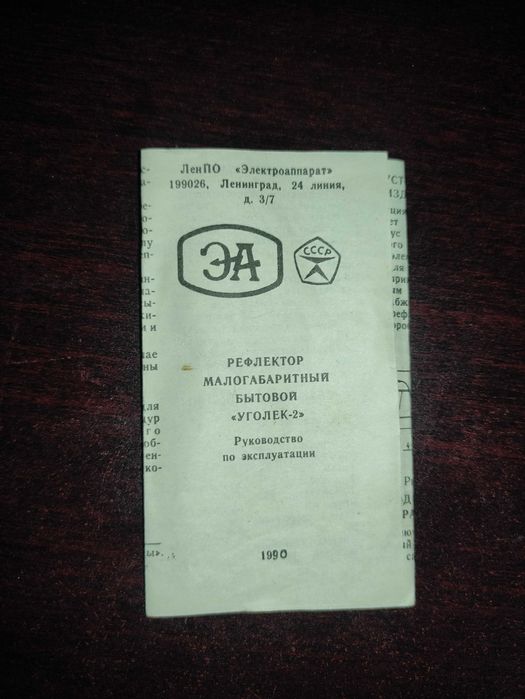 ЛенПО «Электроаппарат»
199026, Ленинград, 24 линия,
д. 3/7
ЭА
СССР
РЕФЛЕКТОР
МАЛОГАБАРИТНЫЙ
БЫТОВОЙ
«УГОЛЕК-2»
Руководство
по эксплуатации
1990